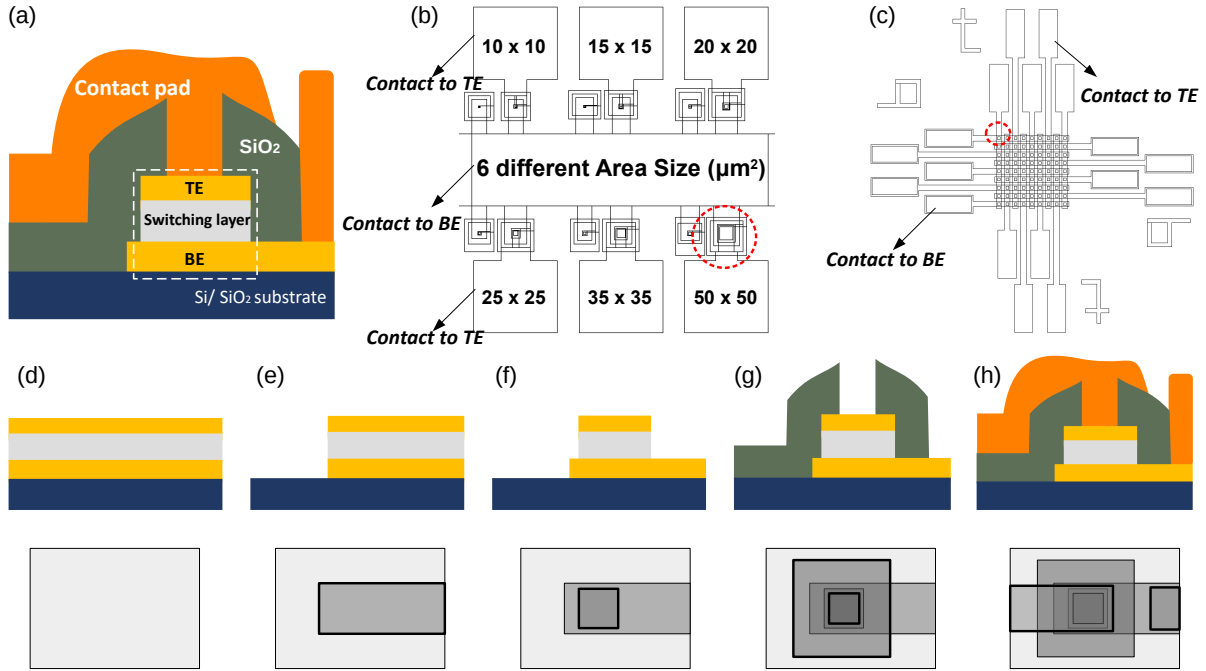 (a)
Contact pad
SiO₂
TE
Switching layer
BE
Si/ SiO₂ substrate
(b)
10 x 10
15 x 15
20 x 20
Contact to TE
6 different Area Size (µm²)
Contact to BE
25 x 25
35 x 35
50 x 50
Contact to TE
(c)
Contact to TE
Contact to BE
(d)
(e)
(f)
(g)
(h)